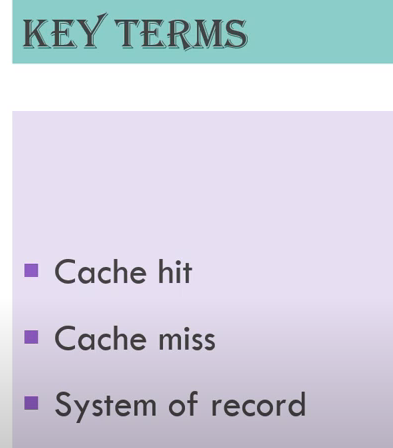 KEY TERMS
Cache hit
Cache miss
System of record